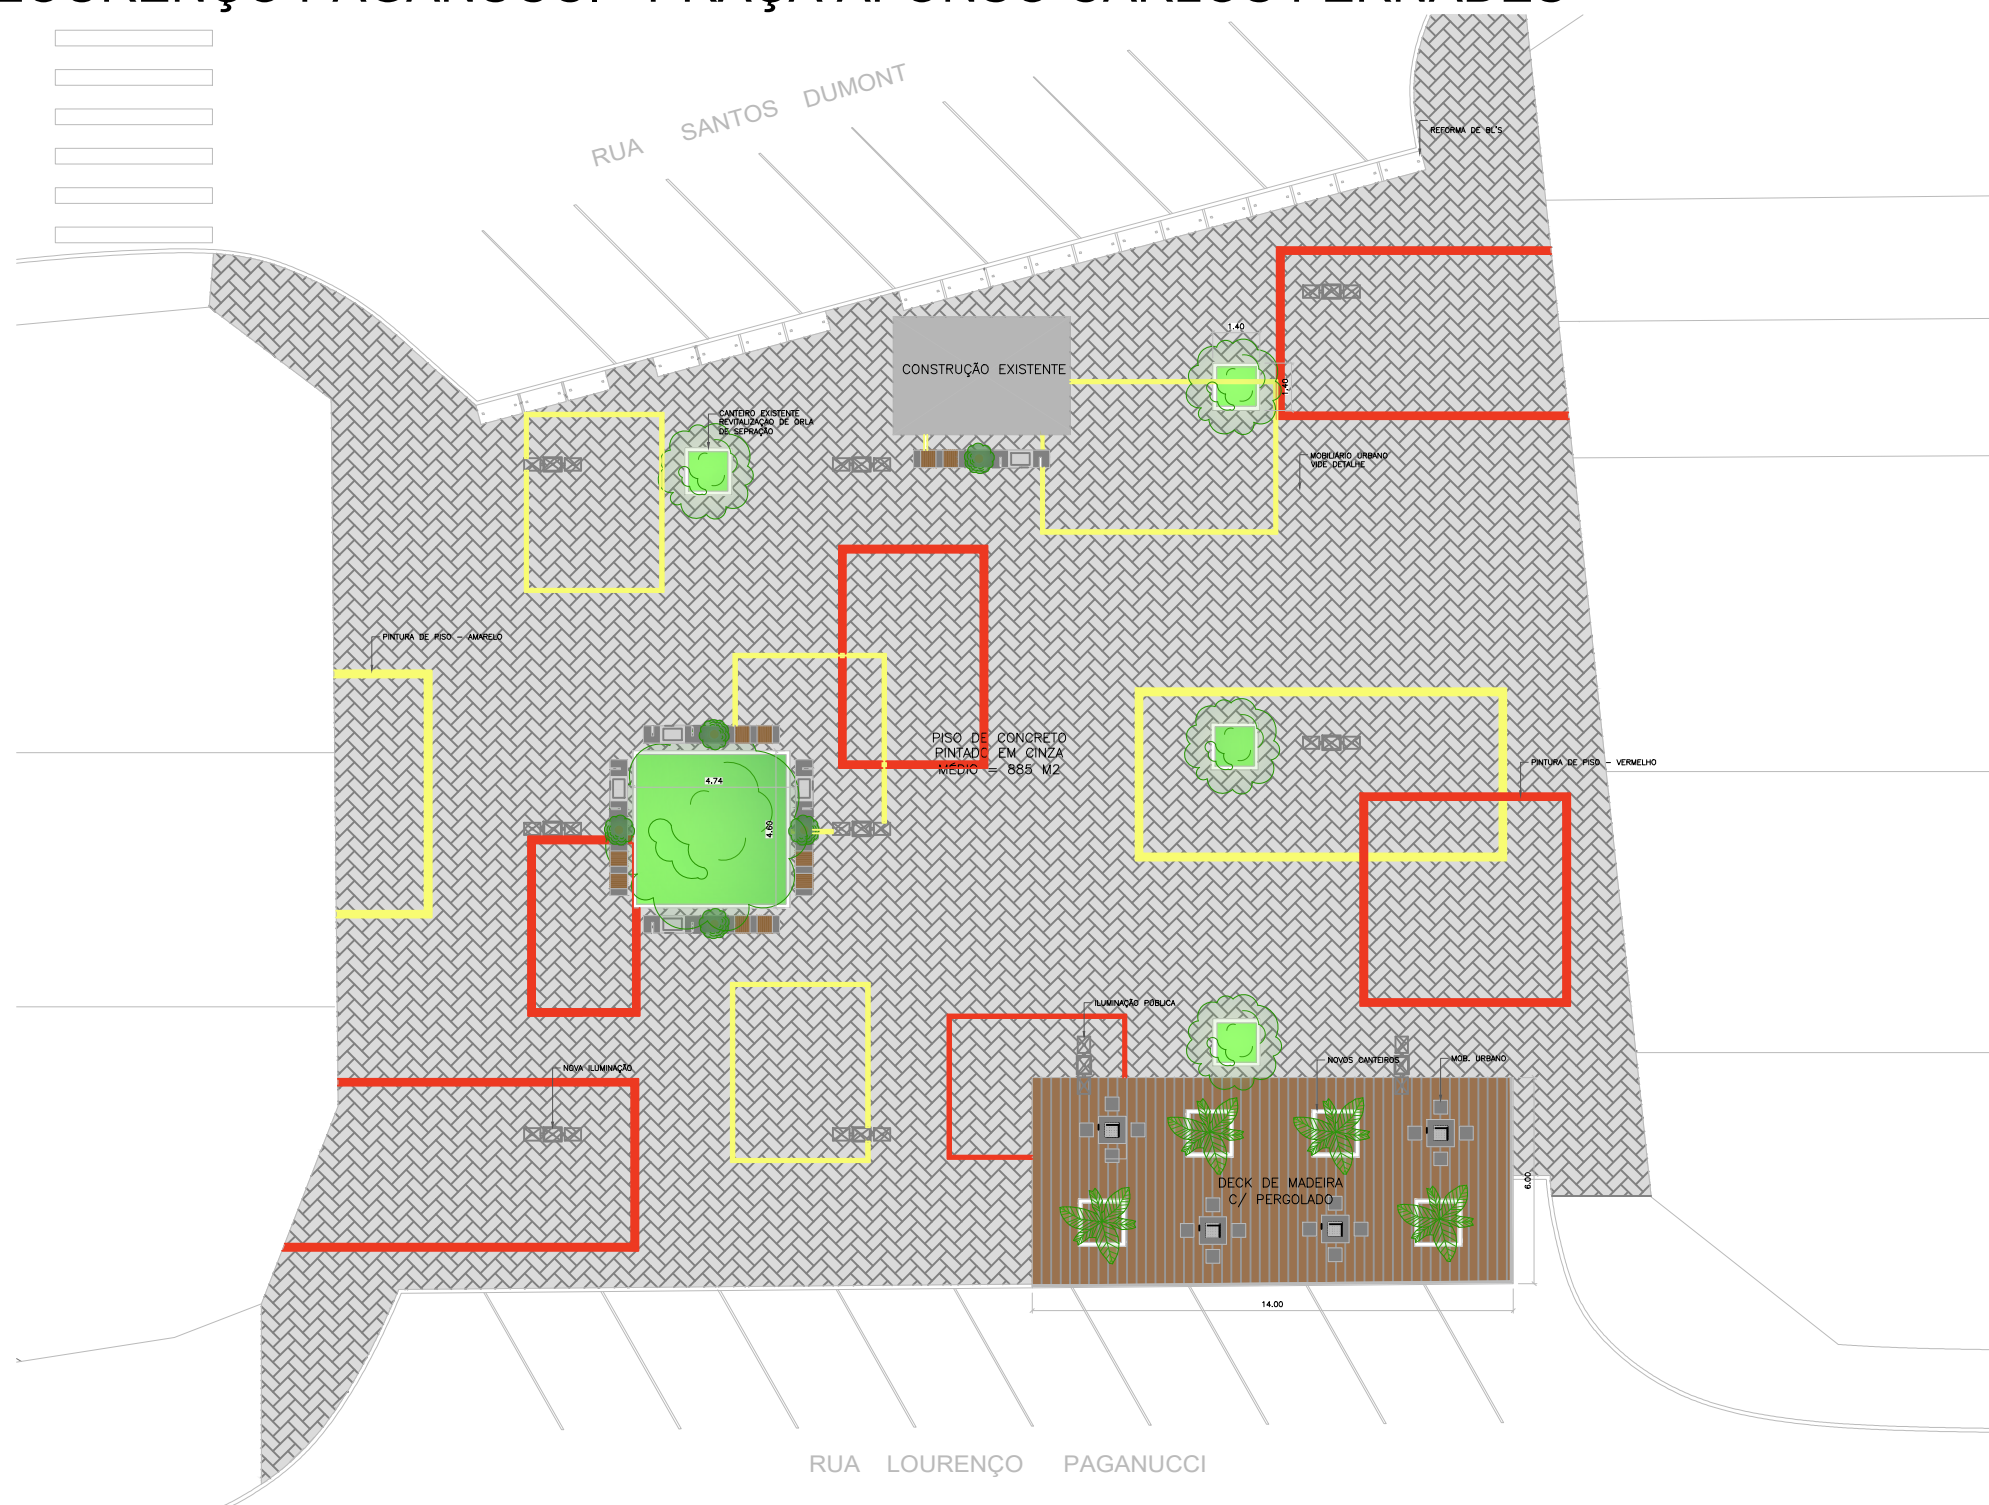 RUA SANTOS DUMONT
REFORMA DE BL'S
1.40
1.40
CONSTRUÇÃO EXISTENTE
CANTEIRO EXISTENTE
REVITALIZAÇÃO DE ORLA
DE SEPRAÇÃO
MOBILIÁRIO URBANO
VIDE DETALHE
PINTURA DE PISO - AMARELO
PISO DE CONCRETO
PINTADO EM CINZA
MÉDIO = 885 M2
PINTURA DE PISO - VERMELHO
4.74
4.60
ILUMINAÇÃO PÚBLICA
NOVA ILUMINAÇÃO
NOVOS CANTEIROS
MOB. URBANO
DECK DE MADEIRA
C/ PERGOLADO
6.00
14.00
RUA LOURENÇO PAGANUCCI